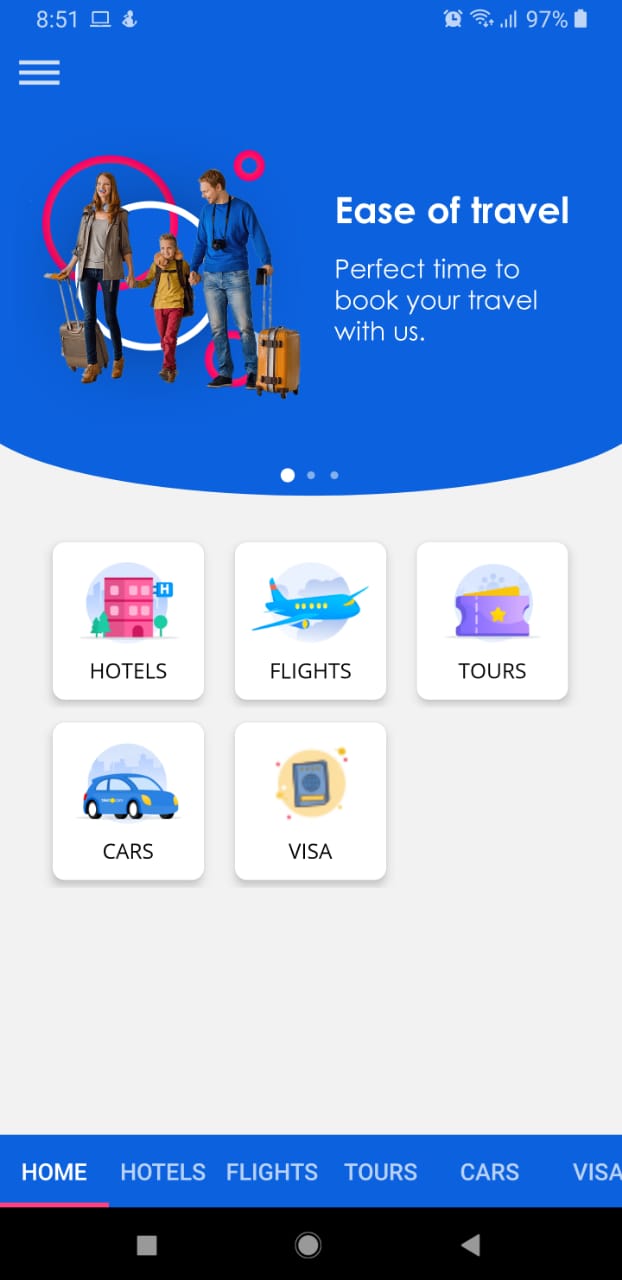 8:51
97%
Ease of travel
Perfect time to
book your travel
with us.
H
HOTELS
FLIGHTS
TOURS
CARS
VISA
HOME
HOTELS
FLIGHTS
TOURS
CARS
VISA